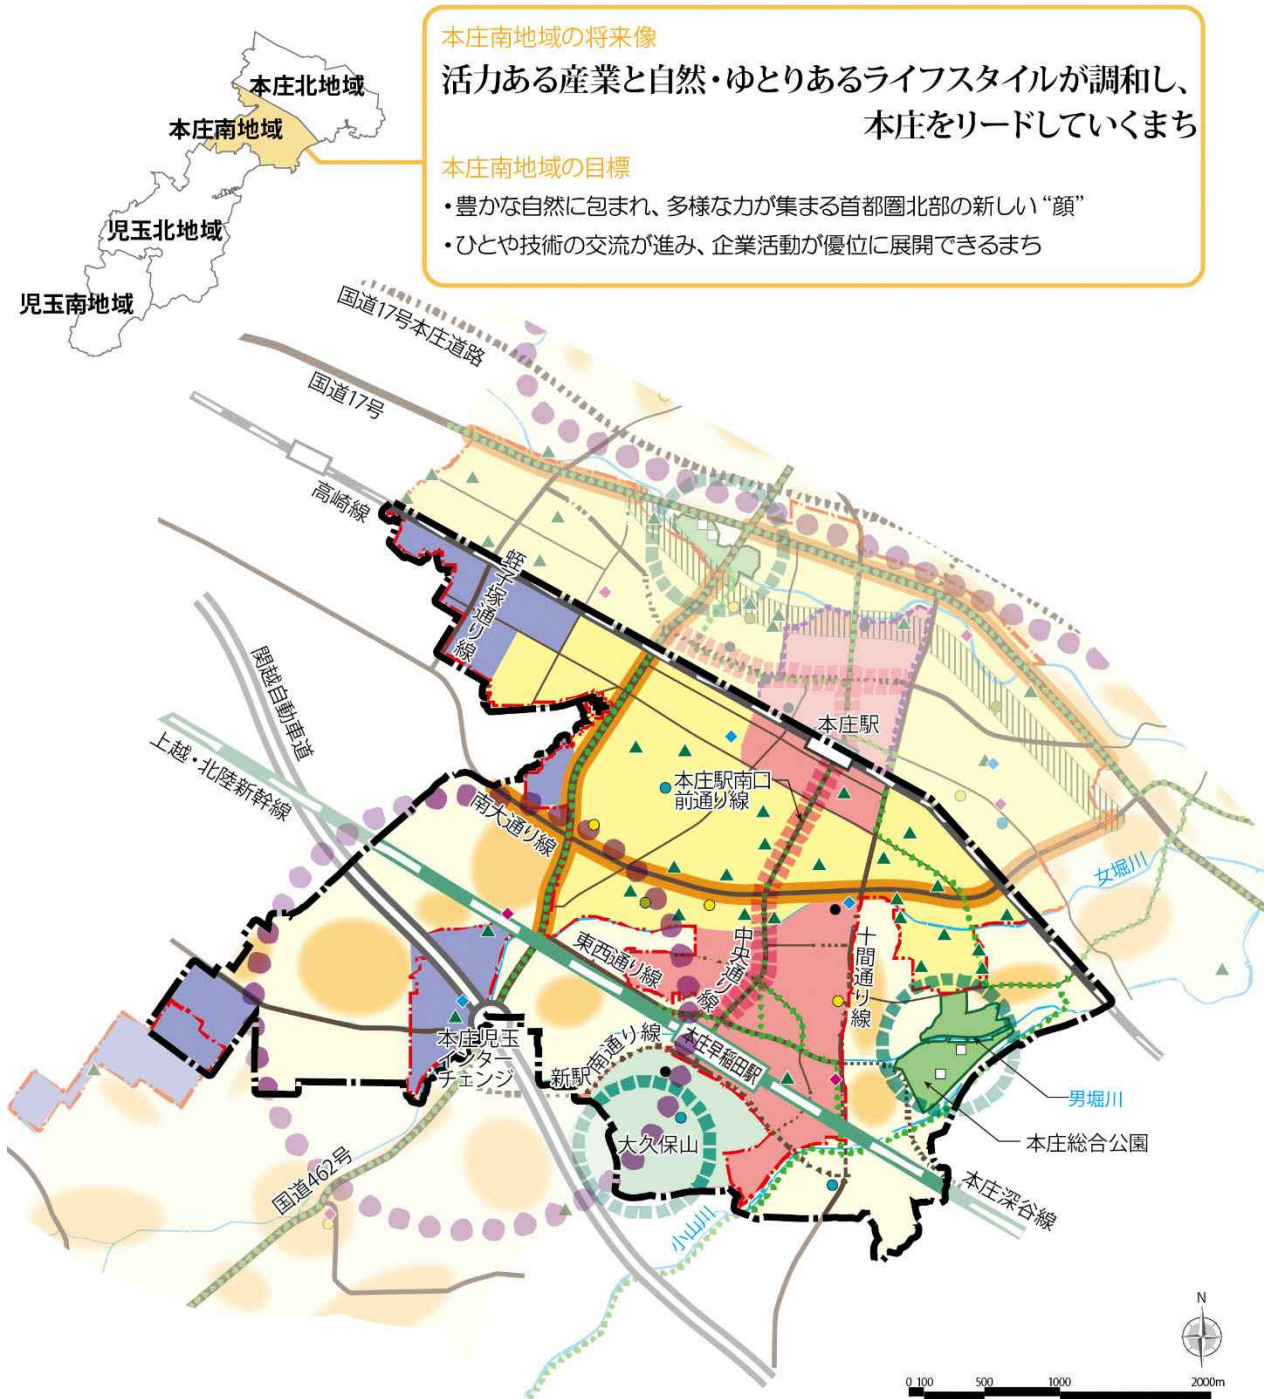 本庄南地域の将来像
活力ある産業と自然・ゆとりあるライフスタイルが調和し、
本庄をリードしていくまち
本庄南地域の目標
・豊かな自然に包まれ、多様な力が集まる首都圏北部の新しい“顔”
・ひとや技術の交流が進み、企業活動が優位に展開できるまち
本庄北地域
本庄南地域
児玉北地域
児玉南地域
国道17号本庄道路
国道17号
高崎線
蛭子塚通り線
関越自動車道
上越・北陸新幹線
南大通り線
本庄駅
本庄駅南口
前通り線
女堀川
東西通り線
中央通り線
十間通り線
本庄児玉
インター
チェンジ
新駅南通り線
本庄早稲田駅
男堀川
大久保山
本庄総合公園
国道462号
小山川
本庄深谷線
N
0 100 500 1000 2000m